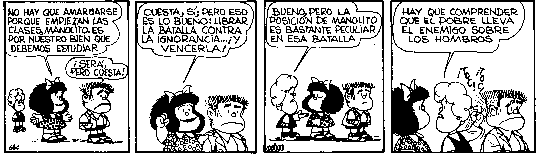 NO HAY QUE AMARGARSE
PORQUE EMPIEZAN LAS
CLASES, MANOLITO. ES
POR NUESTRO BIEN QUE
DEBEMOS ESTUDIAR
¡SERÁ,
PERO CUESTA!
CUESTA, SÍ, PERO ESO
ES LO BUENO: ¡LIBRAR
LA BATALLA CONTRA
LA IGNORANCIA... ¡Y
VENCERLA!
BUENO, PERO LA
POSICIÓN DE MANOLITO
ES BASTANTE PECULIAR
EN ESA BATALLA
HAY QUE COMPRENDER
QUE EL POBRE LLEVA
EL ENEMIGO SOBRE
LOS HOMBROS